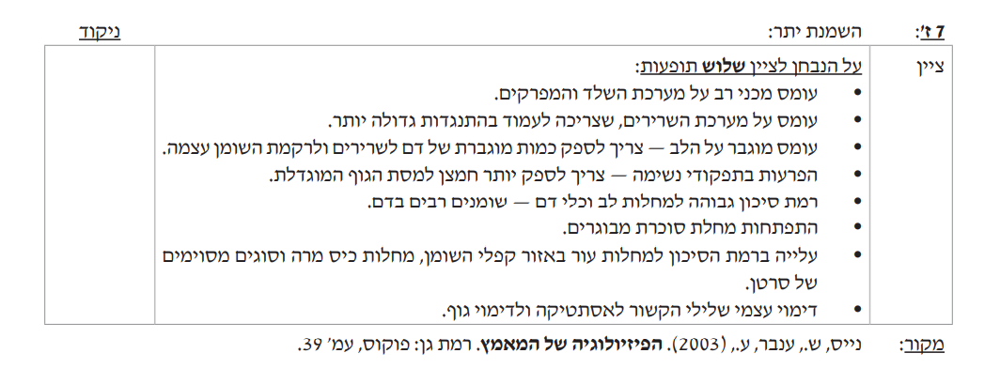 7 ז': השמנת יתר: ניקוד
ציין על הנבחן לציין שלוש תופעות:
• עומס מכני רב על מערכת השלד והמפרקים.
• עומס על מערכת השרירים, שצריכה לעמוד בהתנגדות גדולה יותר.
• עומס מוגבר על הלב — צריך לספק כמות מוגברת של דם לשרירים ולרקמת השומן עצמה.
• הפרעות בתפקודי נשימה — צריך לספק יותר חמצן למסת הגוף המוגדלת.
• רמת סיכון גבוהה למחלות לב וכלי דם — שומנים רבים בדם.
• התפתחות מחלת סוכרת מבוגרים.
• עלייה ברמת הסיכון למחלות עור באזור קפלי השומן, מחלות כיס מרה וסוגים מסוימים
של סרטן.
• דימוי עצמי שלילי הקשור לאסתטיקה ולדימוי גוף.
מקור: נייס, ש., ענבר, ע., (2003). הפיזיולוגיה של המאמץ. רמת גן: פוקוס, עמ' 39.